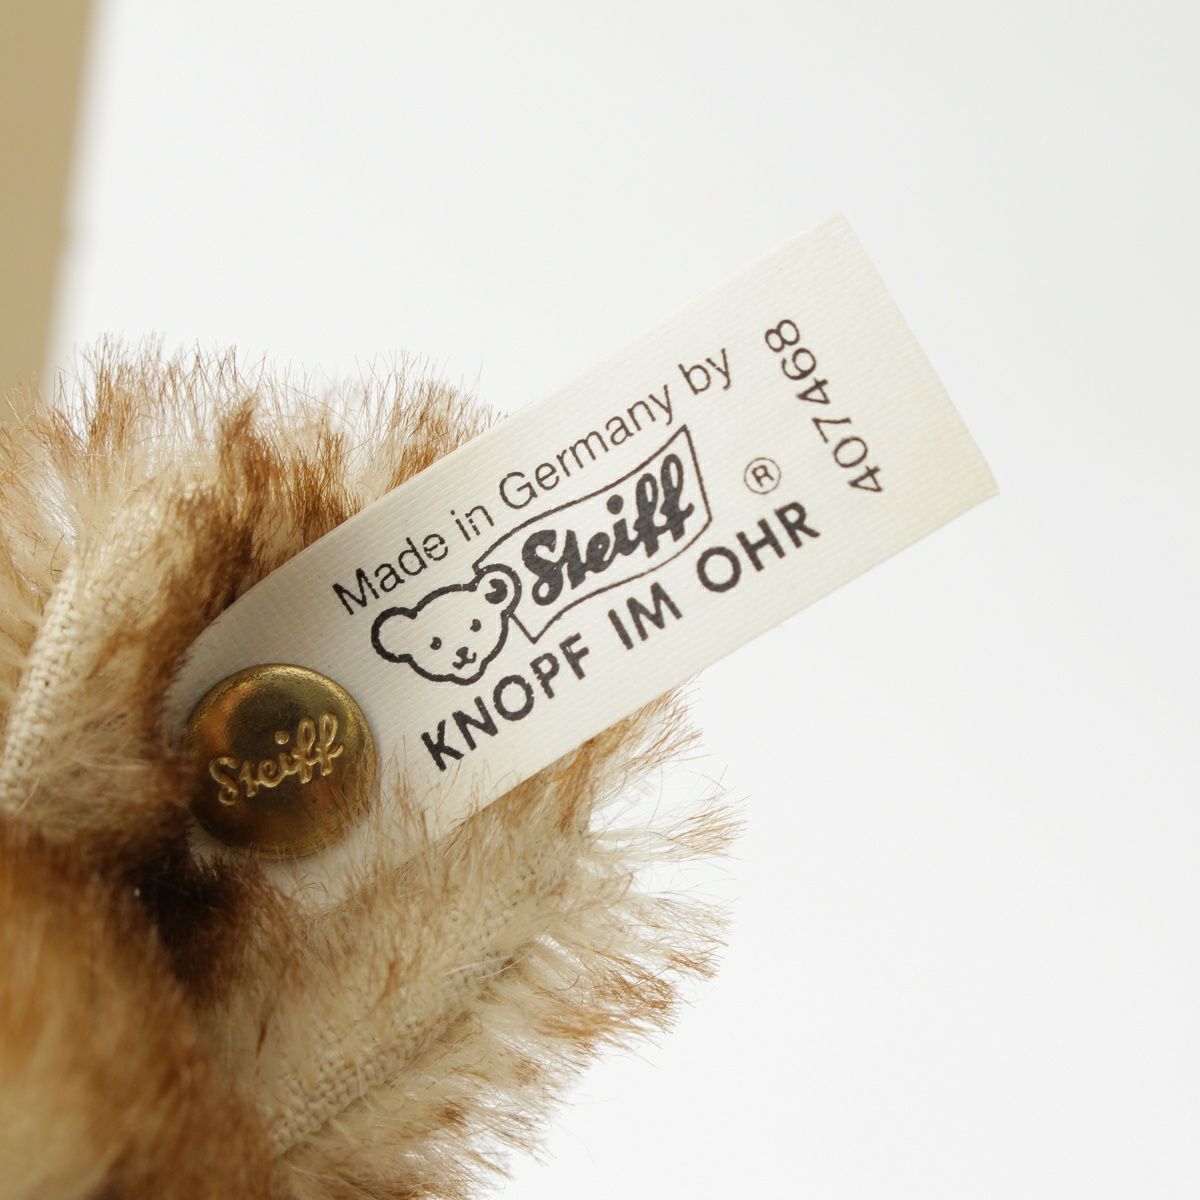 Made in Germany by
Steiff
®
KNOPF IM OHR
407468
Steiff